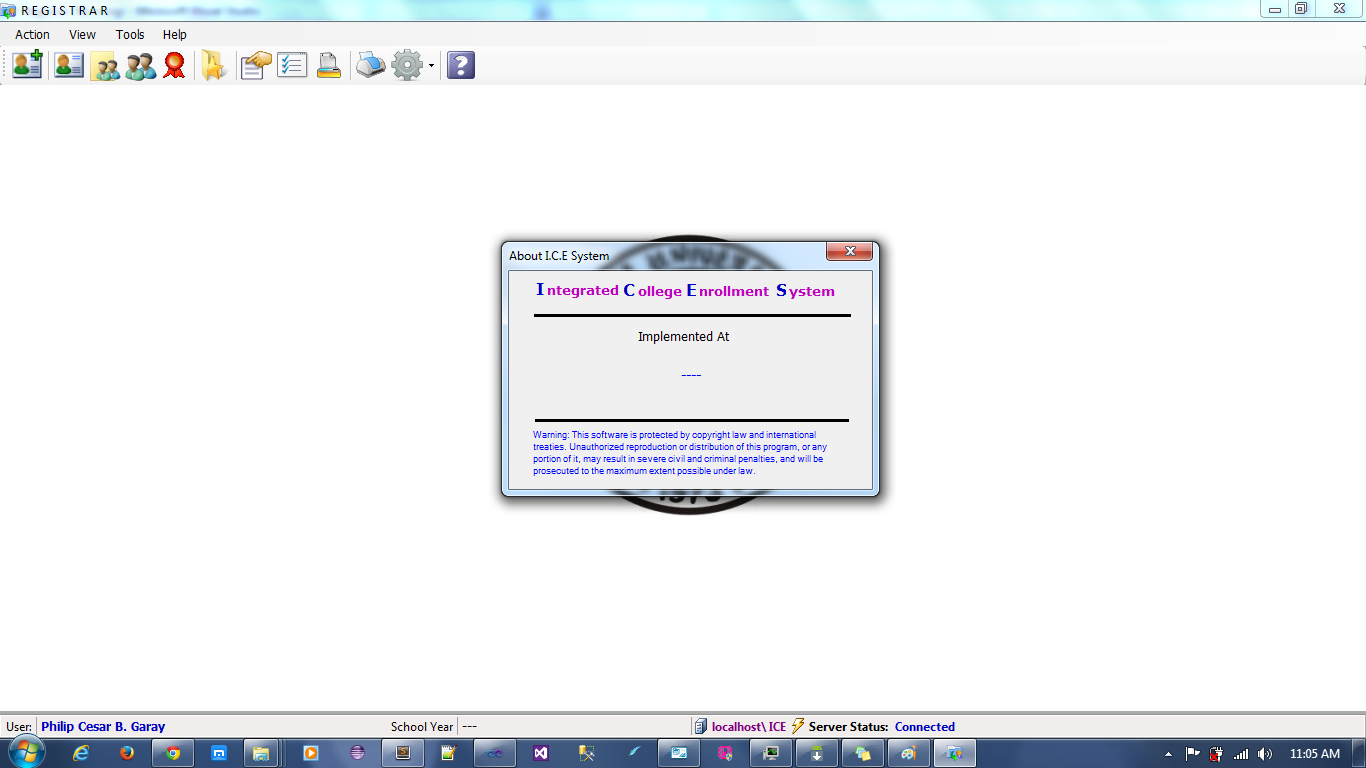 REGISTRAR
Action View Tools Help
About I.C.E System
Integrated College Enrollment System
Implemented At
----
Warning: This software is protected by copyright law and international
treaties. Unauthorized reproduction or distribution of this program, or any
portion of it, may result in severe civil and criminal penalties, and will be
prosecuted to the maximum extent possible under law.
User: Philip Cesar B. Garay School Year --- localhost\ ICE Server Status: Connected
11:05 AM